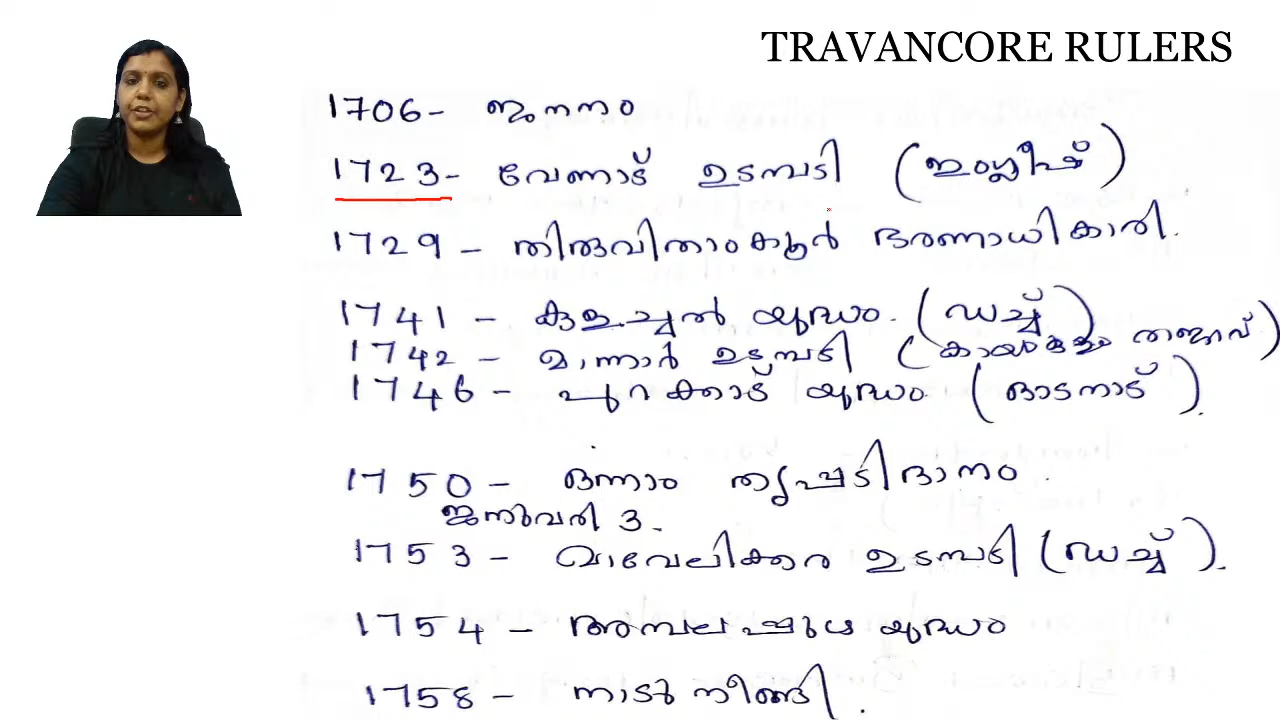 TRAVANCORE RULERS
1706- ജനനം
1723- വേണാട് ഉടമ്പടി (ഇംഗ്ലീഷ്)
1729 - തിരുവിതാംകൂർ ഭരണാധികാരി.
1741 - കുളച്ചൽ യുദ്ധം. (ഡച്ച്)
1742 - മാന്നാർ ഉടമ്പടി (കായംകുളം രാജാവ്)
1746 - പുറക്കാട് യുദ്ധം (ഓടനാട്).
1750 - ഒന്നാം തൃപ്പടിദാനം.
ജനുവരി 3.
1753 - മാവേലിക്കര ഉടമ്പടി (ഡച്ച്).
1754 - അമ്പലപ്പുഴ യുദ്ധം
1758 - നാടു നീങ്ങി.